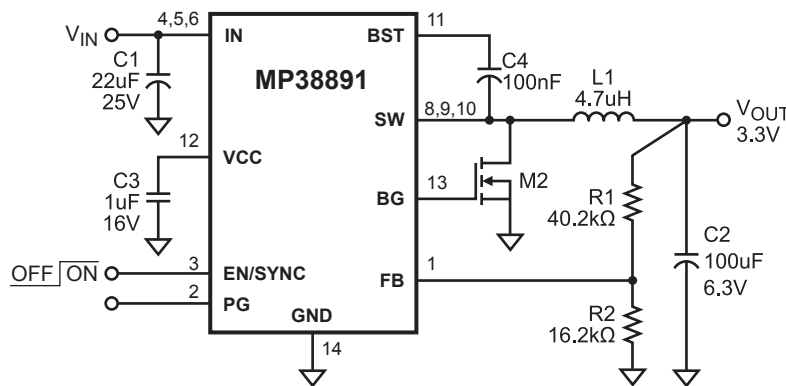 V_IN
4,5,6
IN
C1
22uF
25V
12
VCC
C3
1uF
16V
OFF ON
3
EN/SYNC
2
PG
MP38891
GND
14
BST
11
C4
100nF
SW
8,9,10
L1
4.7uH
V_OUT
3.3V
BG
13
M2
R1
40.2kΩ
C2
100uF
6.3V
FB
1
R2
16.2kΩ